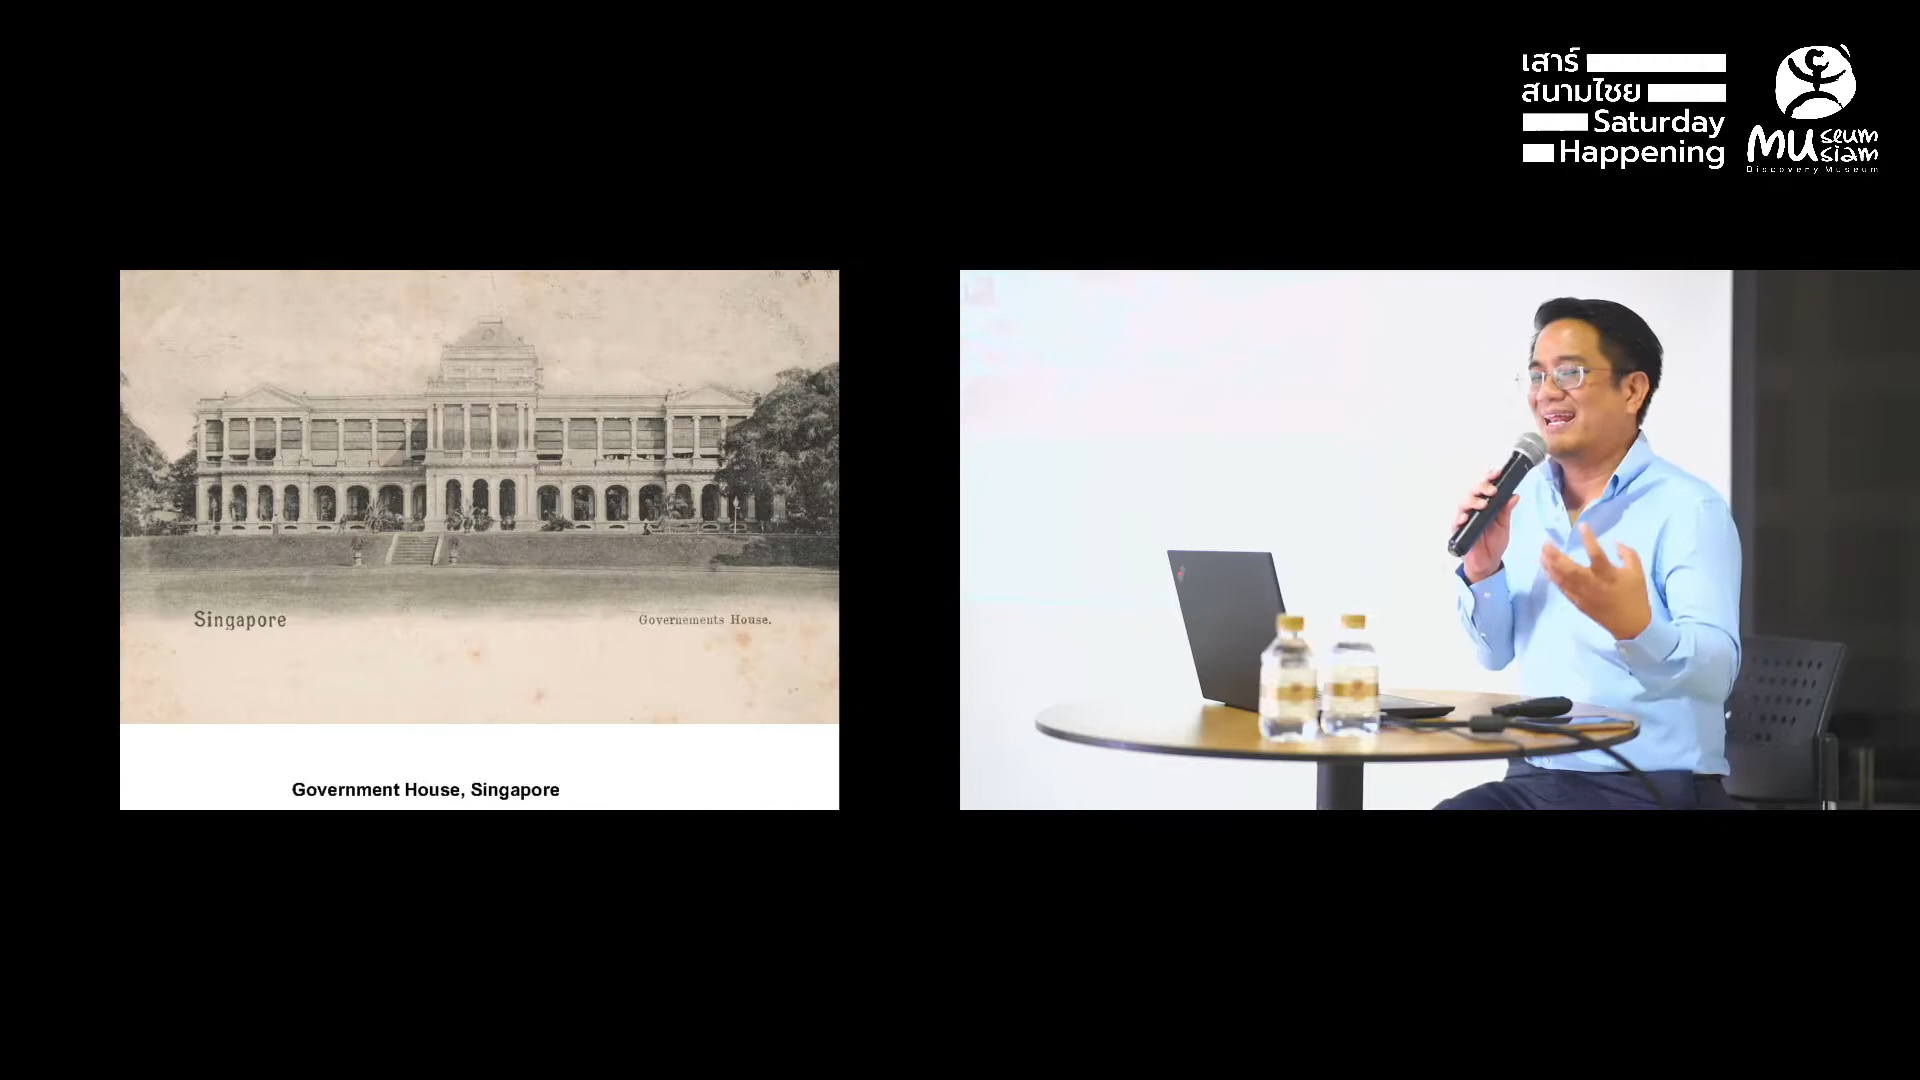 เสาร์
สนามไชย
Saturday
Happening
MUseum
siam
Discovery Museum
Singapore
Governements House.
Government House, Singapore